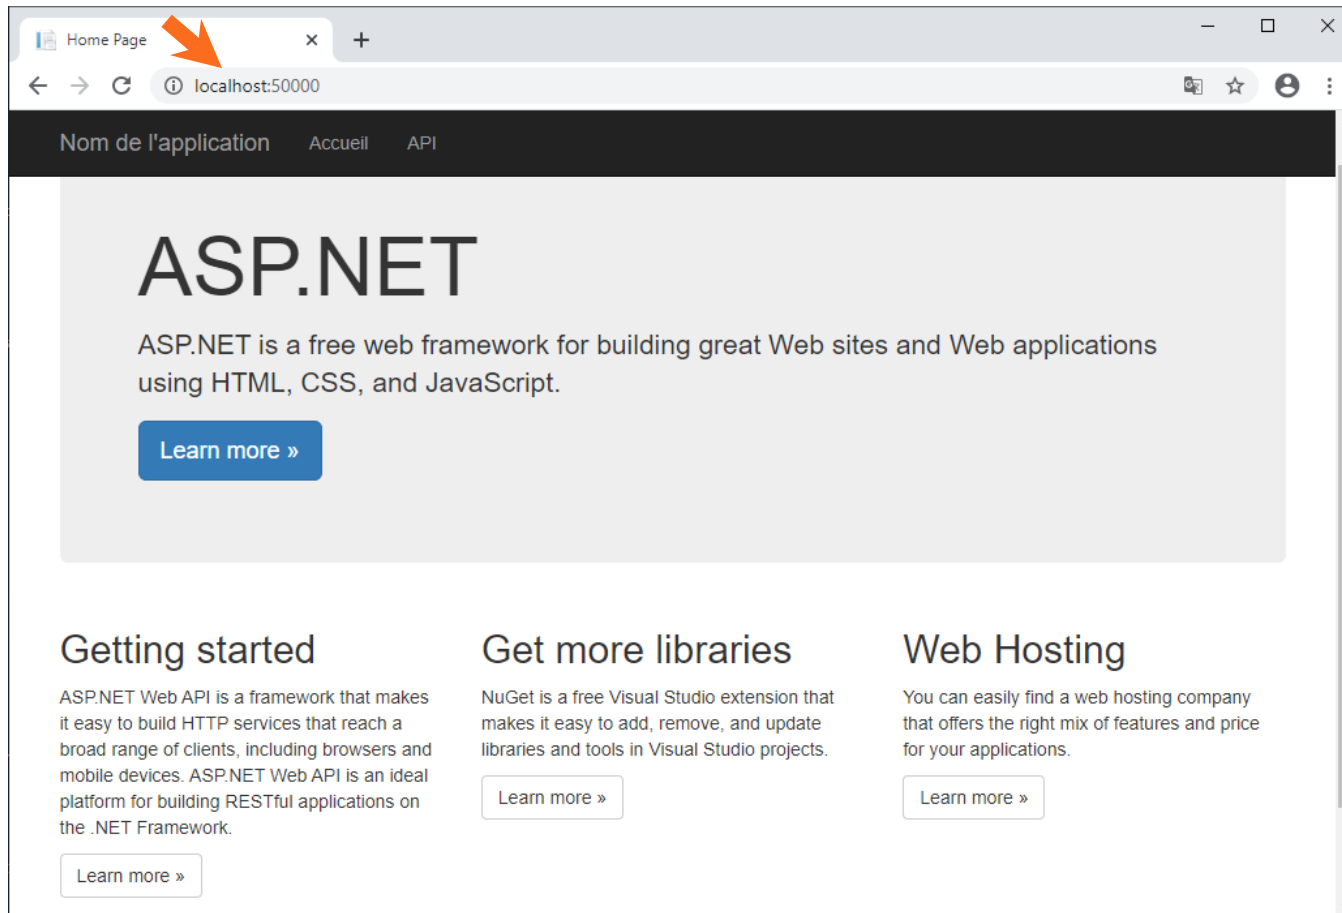 Home Page
localhost:50000
Nom de l'application Accueil API
ASP.NET
ASP.NET is a free web framework for building great Web sites and Web applications
using HTML, CSS, and JavaScript.
Learn more »
Getting started
ASP.NET Web API is a framework that makes
it easy to build HTTP services that reach a
broad range of clients, including browsers and
mobile devices. ASP.NET Web API is an ideal
platform for building RESTful applications on
the .NET Framework.
Learn more »
Get more libraries
NuGet is a free Visual Studio extension that
makes it easy to add, remove, and update
libraries and tools in Visual Studio projects.
Learn more »
Web Hosting
You can easily find a web hosting company
that offers the right mix of features and price
for your applications.
Learn more »